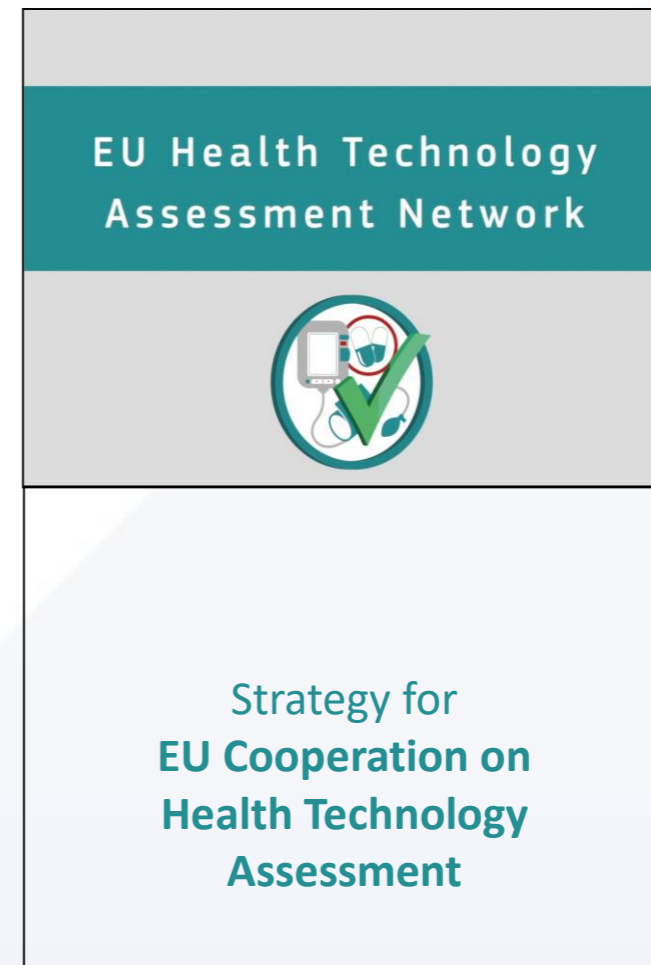 EU Health Technology
Assessment Network
Strategy for
EU Cooperation on
Health Technology
Assessment